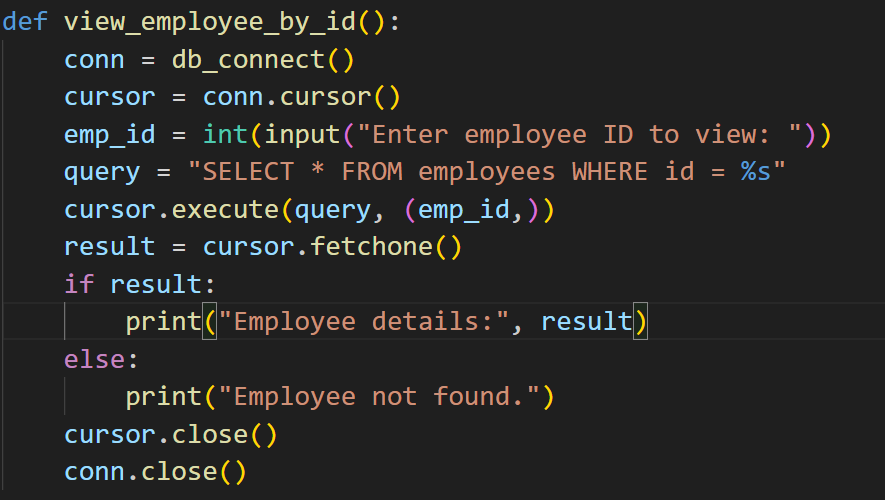 def view_employee_by_id():
    conn = db_connect()
    cursor = conn.cursor()
    emp_id = int(input("Enter employee ID to view: "))
    query = "SELECT * FROM employees WHERE id = %s"
    cursor.execute(query, (emp_id,))
    result = cursor.fetchone()
    if result:
        print("Employee details:", result)
    else:
        print("Employee not found.")
    cursor.close()
    conn.close()